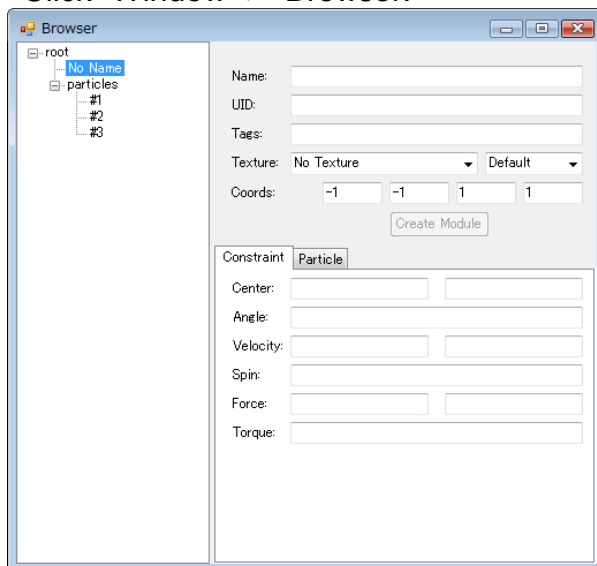 Browser
root
No Name
particles
#1
#2
#3
Name:
UID:
Tags:
Texture: No Texture Default
Coords: -1 -1 1 1
Create Module
Constraint Particle
Center:
Angle:
Velocity:
Spin:
Force:
Torque: